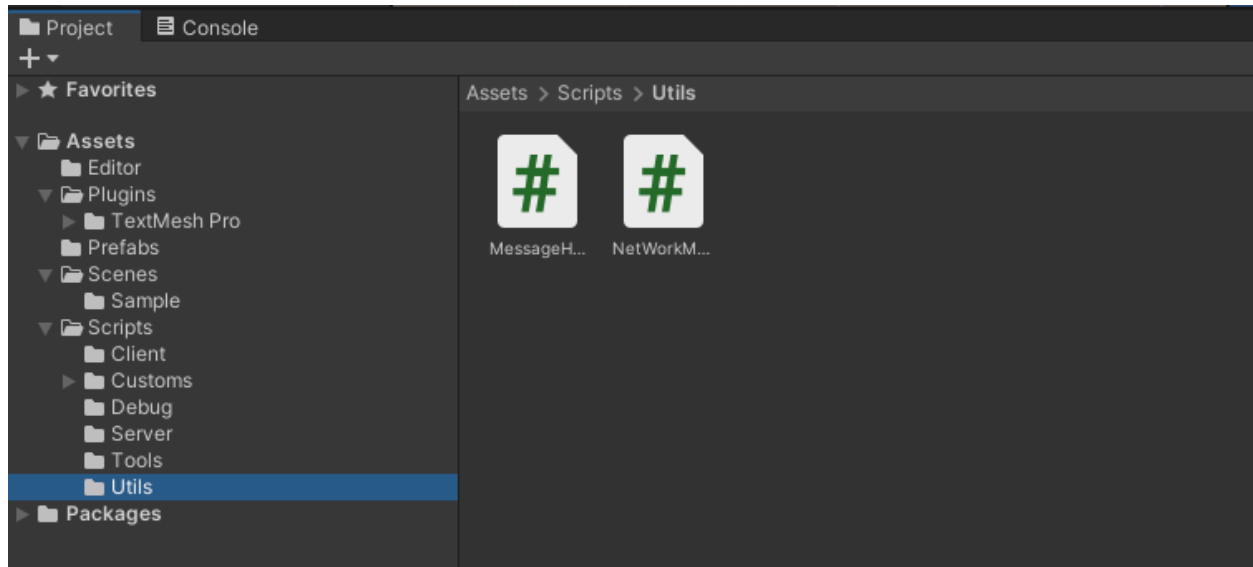 Project Console
Favorites
Assets
Editor
Plugins
TextMesh Pro
Prefabs
Scenes
Sample
Scripts
Client
Customs
Debug
Server
Tools
Utils
Packages
Assets > Scripts > Utils
MessageH... NetWorkM...